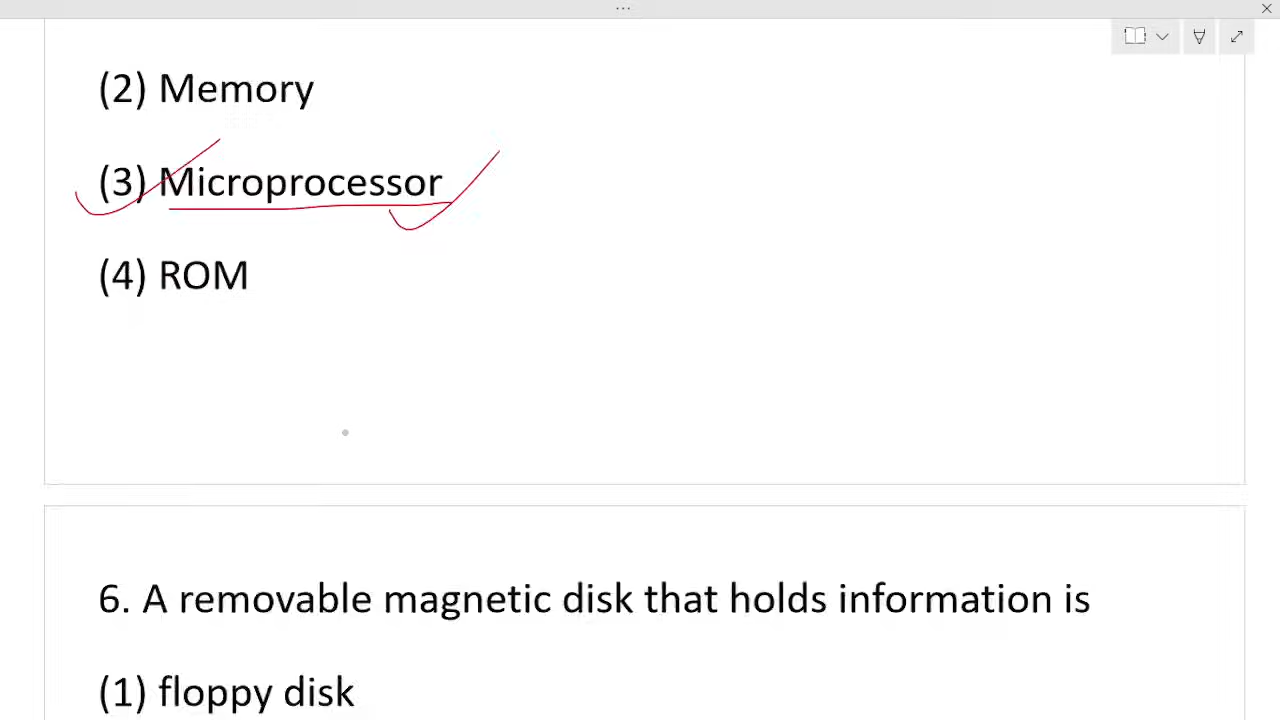 (2) Memory
(3) Microprocessor
(4) ROM
6. A removable magnetic disk that holds information is
(1) floppy disk